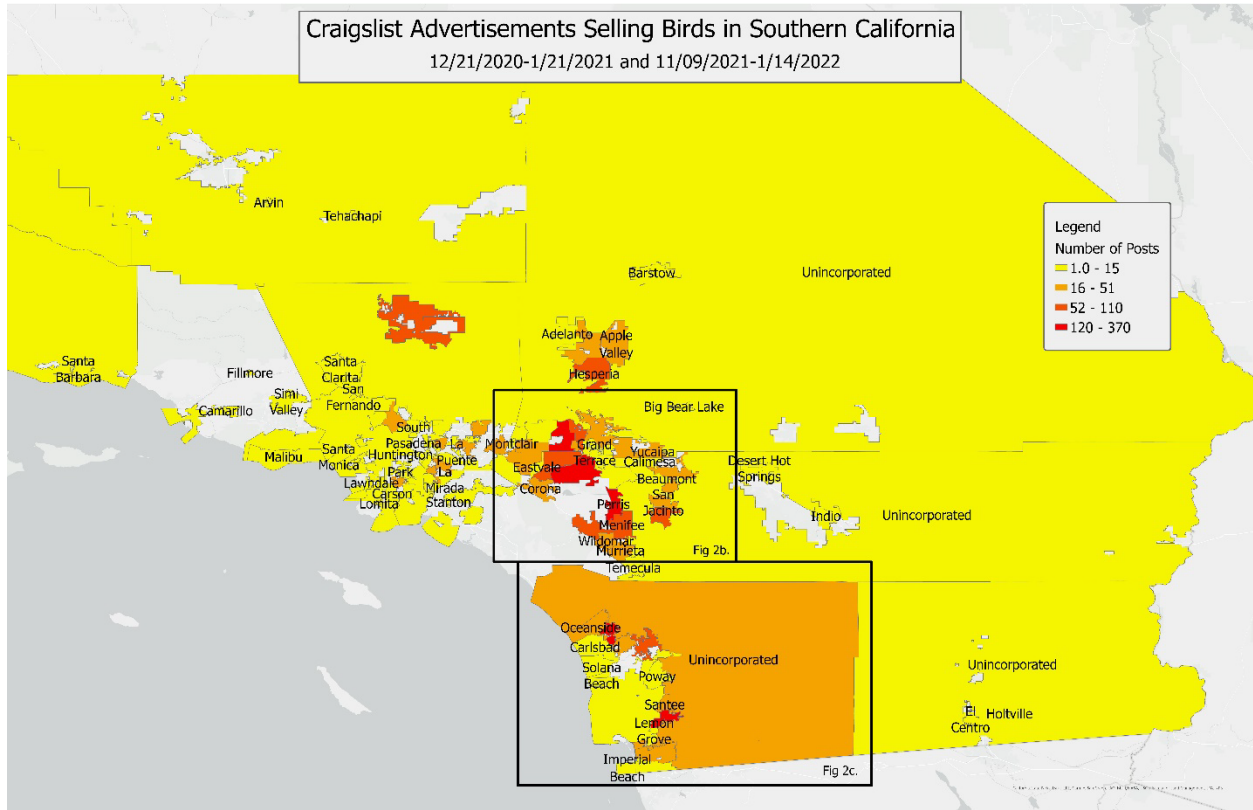 Craigslist Advertisements Selling Birds in Southern California
12/21/2020-1/21/2021 and 11/09/2021-1/14/2022
Arvin
Tehachapi
Barstow
Unincorporated
Legend
Number of Posts
1.0 - 15
16 - 51
52 - 110
120 - 370
Adelanto
Apple
Valley
Hesperia
Santa
Barbara
Fillmore
Santa
Clarita
San
Fernando
Simi
Valley
Camarillo
Big Bear Lake
South
Pasadena
La
Puente
Montclair
Grand
Terrace
Yucaipa
Calimesa
Malibu
Santa
Monica
Huntington
Park
La
Mirada
Eastvale
Beaumont
Desert Hot
Springs
Lawndale
Carson
Lomita
Stanton
Corona
San
Jacinto
Perris
Menifee
Indio
Unincorporated
Wildomar
Murrieta
Fig 2b.
Temecula
Oceanside
Carlsbad
Solana
Beach
Poway
Unincorporated
Unincorporated
Santee
Lemon
Grove
El
Centro
Holtville
Imperial
Beach
Fig 2c.